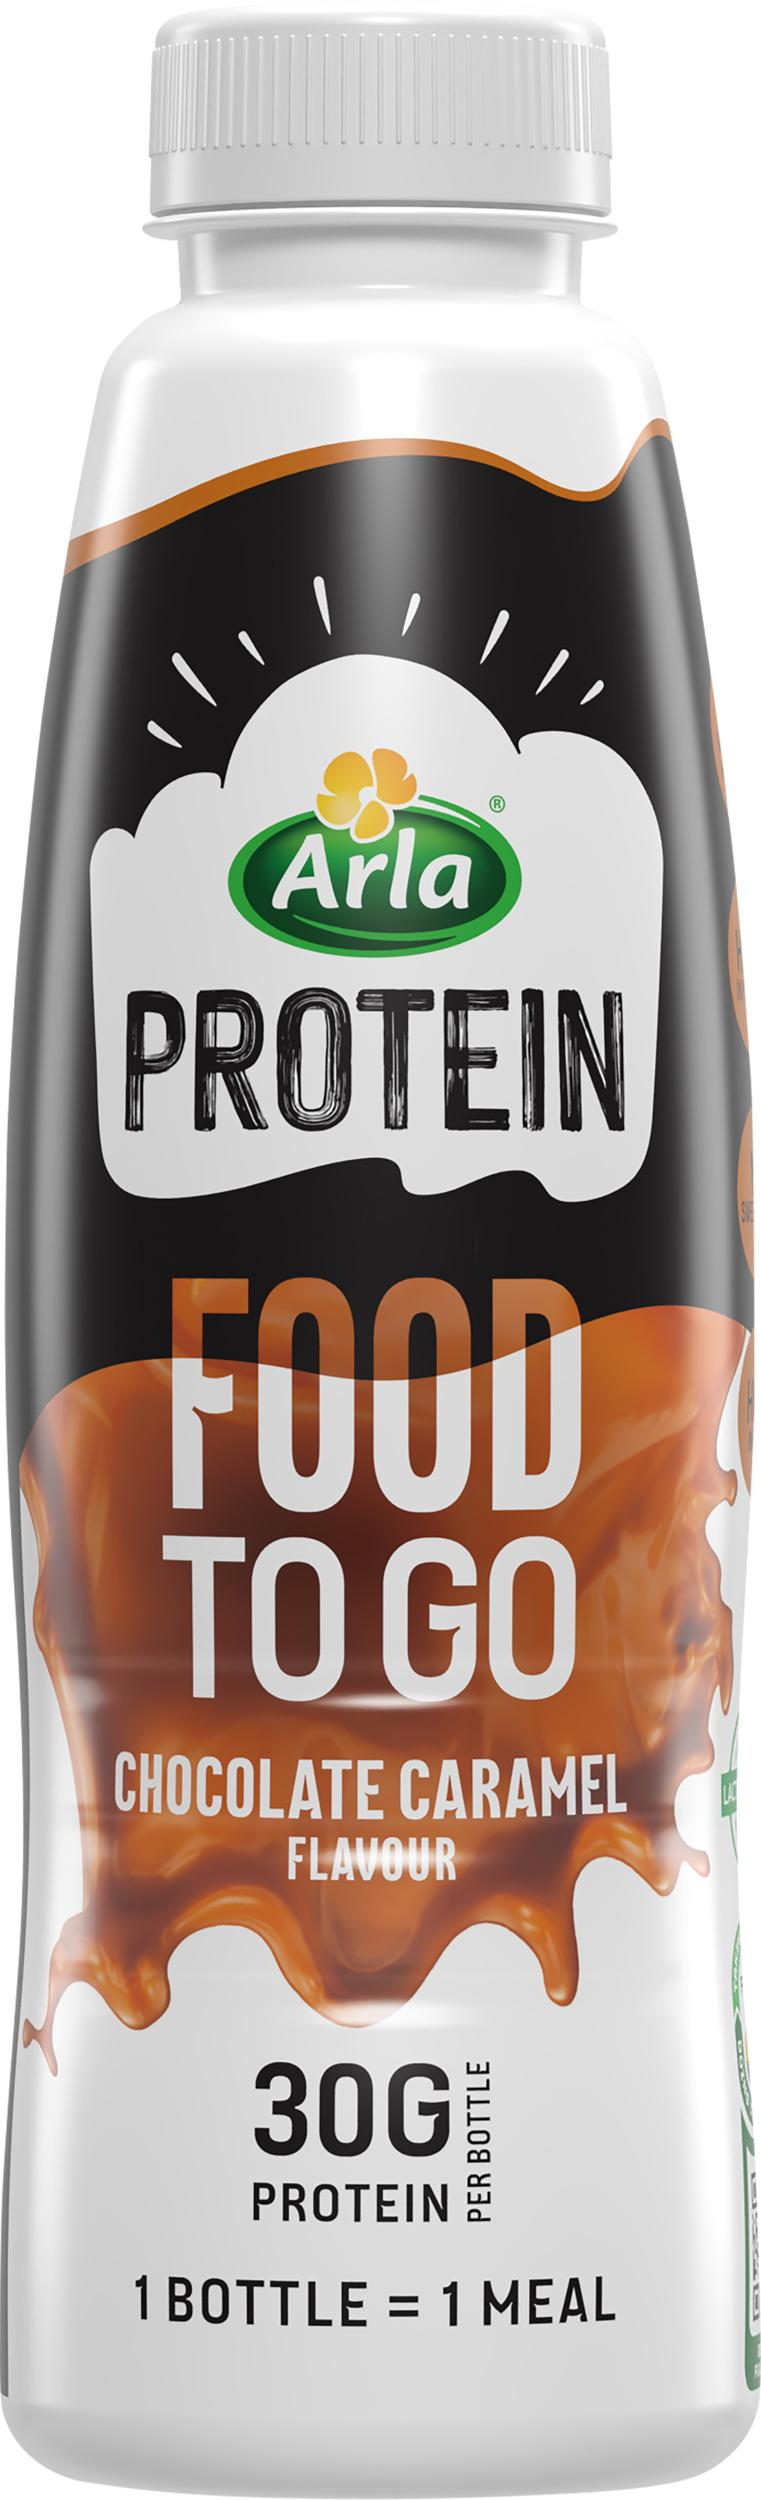 Arla®
PROTEIN
FOOD
TO GO
CHOCOLATE CARAMEL
FLAVOUR
30G
PROTEIN
PER BOTTLE
1 BOTTLE = 1 MEAL